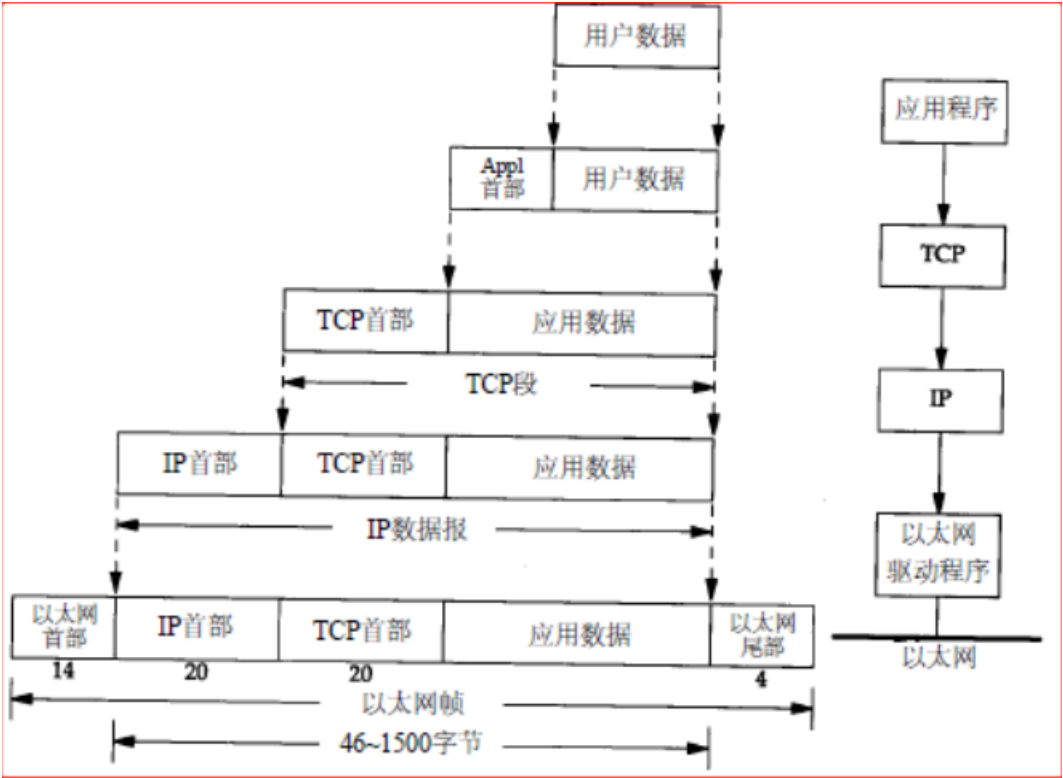 用户数据
应用程序
Appl
首部
用户数据
TCP
TCP首部
应用数据
TCP段
IP
IP首部
TCP首部
应用数据
IP数据报
以太网
驱动程序
以太网
首部
IP首部
TCP首部
应用数据
以太网
尾部
以太网
14
20
20
4
以太网帧
46~1500字节